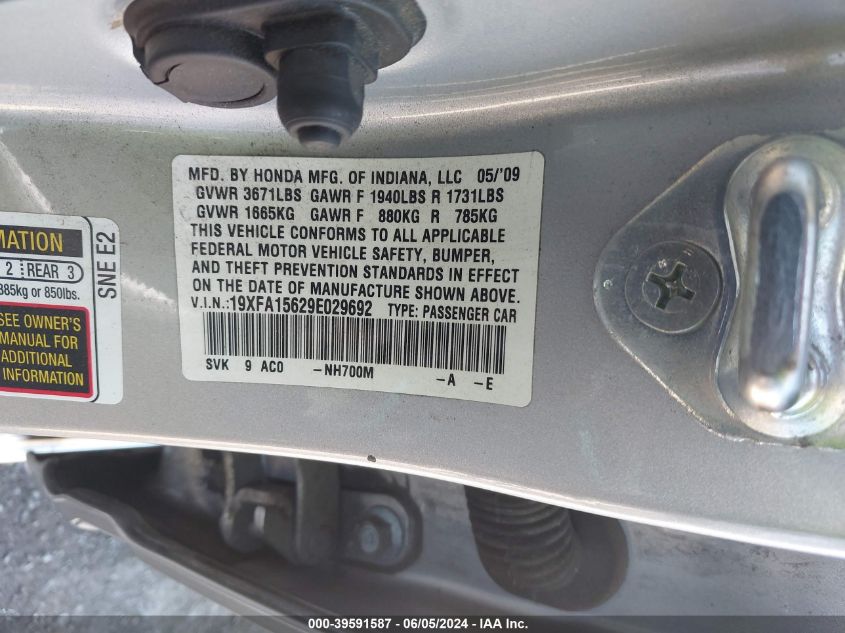 MFD. BY HONDA MFG. OF INDIANA, LLC 05/'09
GVWR 3671LBS GAWR F 1940LBS R 1731LBS
GVWR 1665KG GAWR F 880KG R 785KG
THIS VEHICLE CONFORMS TO ALL APPLICABLE
FEDERAL MOTOR VEHICLE SAFETY, BUMPER,
AND THEFT PREVENTION STANDARDS IN EFFECT
ON THE DATE OF MANUFACTURE SHOWN ABOVE.
V.I.N.:19XFA15629E029692 TYPE: PASSENGER CAR
SVK 9 AC0 -NH700M -A -E
MATION
2 REAR 3
385kg or 850lbs.
SEE OWNER'S
MANUAL FOR
ADDITIONAL
INFORMATION
SNE E2
000-39591587 - 06/05/2024 - IAA Inc.